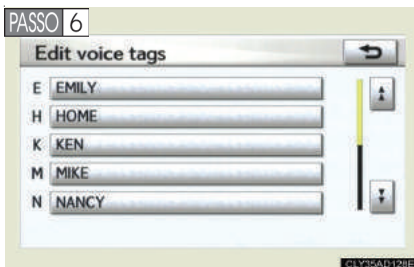 PASSO 6
Edit voice tags
E EMILY
H HOME
K KEN
M MIKE
N NANCY
CLY35AD128E